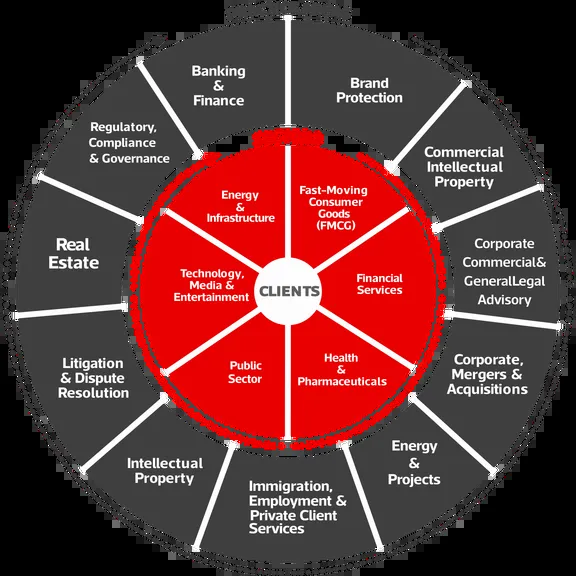 Banking
&
Finance
Brand
Protection
Commercial
Intellectual
Property
Corporate
Commercial&
GeneralLegal
Advisory
Corporate,
Mergers &
Acquisitions
Energy
&
Projects
Immigration,
Employment &
Private Client
Services
Intellectual
Property
Litigation
& Dispute
Resolution
Real
Estate
Regulatory,
Compliance
& Governance
Energy
&
Infrastructure
Fast-Moving
Consumer
Goods
(FMCG)
Financial
Services
Health
&
Pharmaceuticals
Public
Sector
Technology,
Media &
Entertainment
CLIENTS